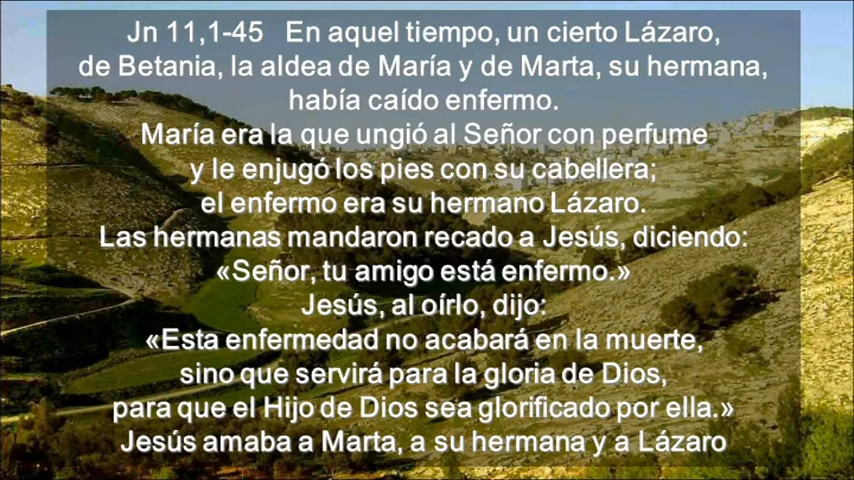 Jn 11,1-45 En aquel tiempo, un cierto Lázaro,
de Betania, la aldea de María y de Marta, su hermana,
había caído enfermo.
María era la que ungió al Señor con perfume
y le enjugó los pies con su cabellera;
el enfermo era su hermano Lázaro.
Las hermanas mandaron recado a Jesús, diciendo:
«Señor, tu amigo está enfermo.»
Jesús, al oírlo, dijo:
«Esta enfermedad no acabará en la muerte,
sino que servirá para la gloria de Dios,
para que el Hijo de Dios sea glorificado por ella.»
Jesús amaba a Marta, a su hermana y a Lázaro